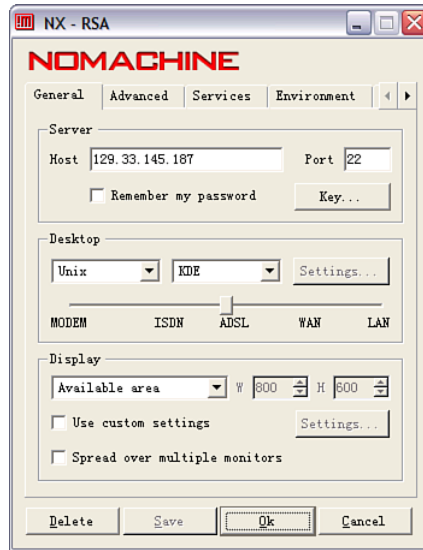 NX - RSA
NOMACHINE
General Advanced Services Environment
Server
Host 129.33.145.187 Port 22
Remember my password Key...
Desktop
Unix KDE Settings...
MODEM ISDN ADSL WAN LAN
Display
Available area W 800 H 600
Use custom settings Settings...
Spread over multiple monitors
Delete Save Ok Cancel